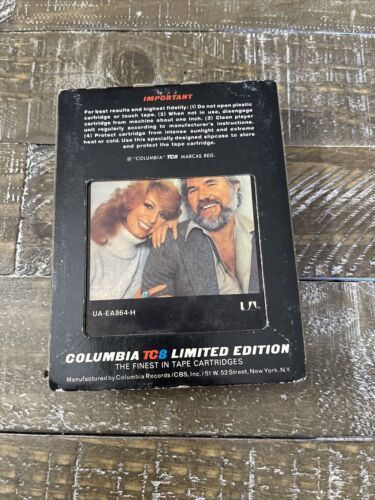 IMPORTANT
For best results and highest fidelity: (1) Do not open plastic
cartridge or touch tape. (2) When not in use, disengage
cartridge from machine about one inch. (3) Clean player
unit regularly according to manufacturer's instructions.
(4) Protect cartridge from intense sunlight and extreme
heat or cold. Use this specially designed slipcase to store
and protect the tape cartridge.
® "COLUMBIA" TC8 MARCAS REG.
UA-EA864-H
UA
COLUMBIA TC8 LIMITED EDITION
THE FINEST IN TAPE CARTRIDGES
Manufactured by Columbia Records/CBS, Inc./51 W. 52 Street, New York, N.Y.